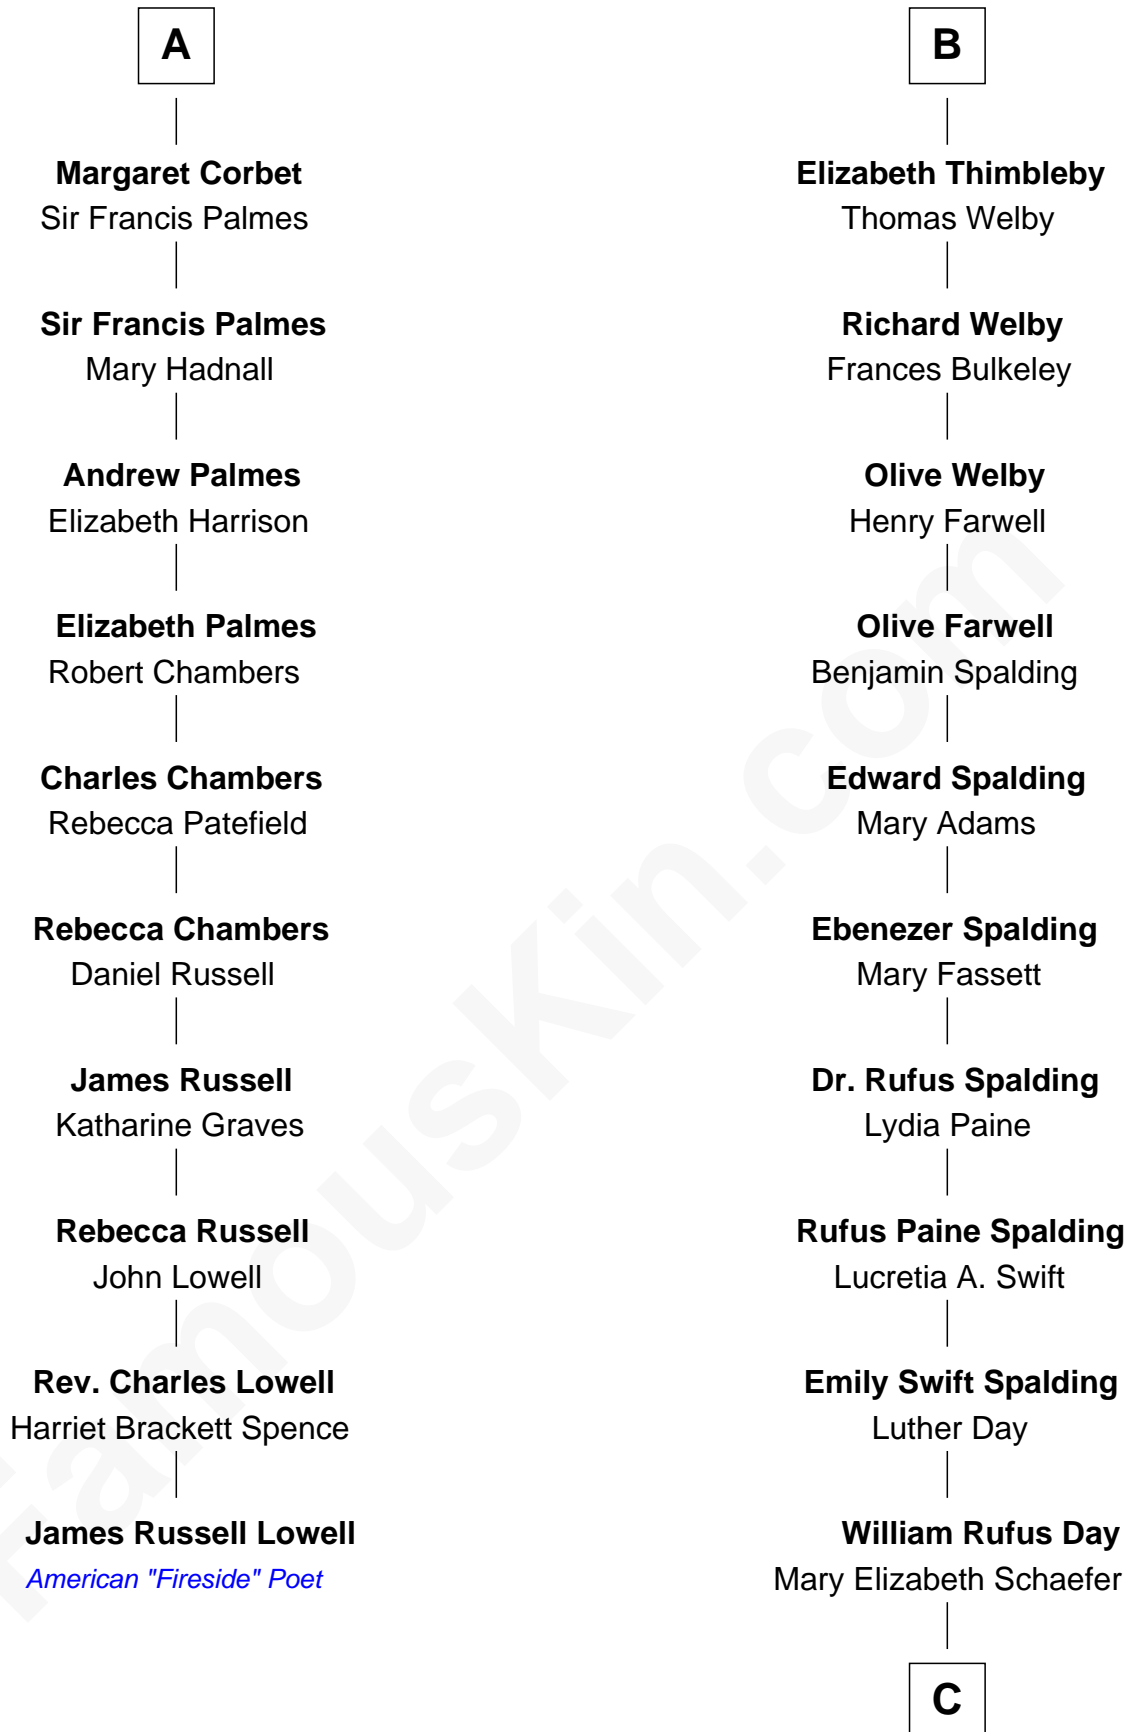 A
Margaret Corbet
Sir Francis Palmes
Sir Francis Palmes
Mary Hadnall
Andrew Palmes
Elizabeth Harrison
Elizabeth Palmes
Robert Chambers
Charles Chambers
Rebecca Patefield
Rebecca Chambers
Daniel Russell
James Russell
Katharine Graves
Rebecca Russell
John Lowell
Rev. Charles Lowell
Harriet Brackett Spence
James Russell Lowell
American "Fireside" Poet
B
Elizabeth Thimbleby
Thomas Welby
Richard Welby
Frances Bulkeley
Olive Welby
Henry Farwell
Olive Farwell
Benjamin Spalding
Edward Spalding
Mary Adams
Ebenezer Spalding
Mary Fassett
Dr. Rufus Spalding
Lydia Paine
Rufus Paine Spalding
Lucretia A. Swift
Emily Swift Spalding
Luther Day
William Rufus Day
Mary Elizabeth Schaefer
C
FamousKin.com